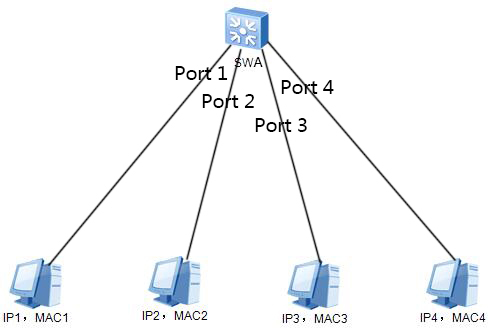 SWA
Port 1
Port 2
Port 3
Port 4
IP1，MAC1
IP2，MAC2
IP3，MAC3
IP4，MAC4